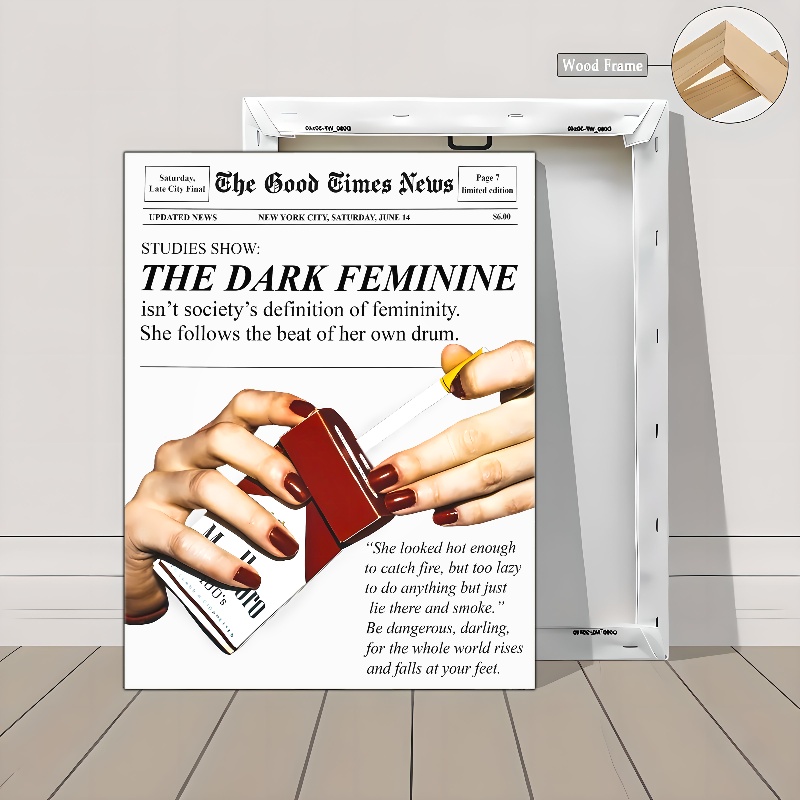 Wood Frame
Saturday,
Late City Final
The Good Times News
Page 7
limited edition
UPDATED NEWS
NEW YORK CITY, SATURDAY, JUNE 14
$6.00
STUDIES SHOW:
THE DARK FEMININE
isn't society's definition of femininity.
She follows the beat of her own drum.
Marlboro
100's
"She looked hot enough
to catch fire, but too lazy
to do anything but just
lie there and smoke."
Be dangerous, darling,
for the whole world rises
and falls at your feet.